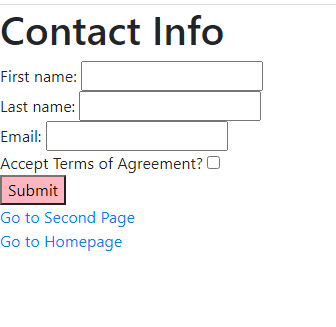 Contact Info
First name:
Last name:
Email:
Accept Terms of Agreement?
Submit
Go to Second Page
Go to Homepage